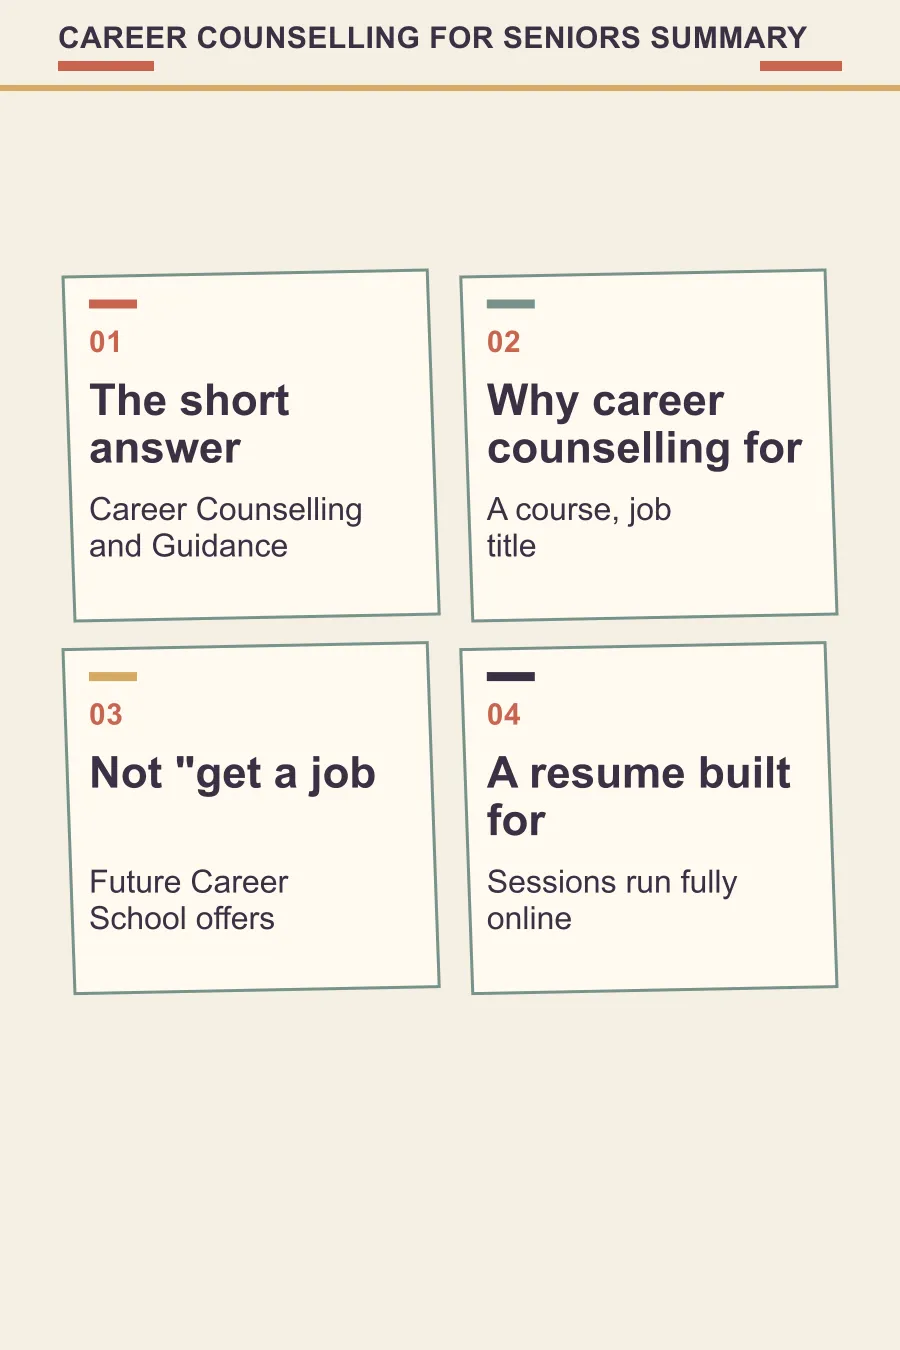 CAREER COUNSELLING FOR SENIORS SUMMARY
01
The short
answer
Career Counselling
and Guidance
02
Why career
counselling for
A course, job
title
03
Not "get a job
Future Career
School offers
04
A resume built
for
Sessions run fully
online